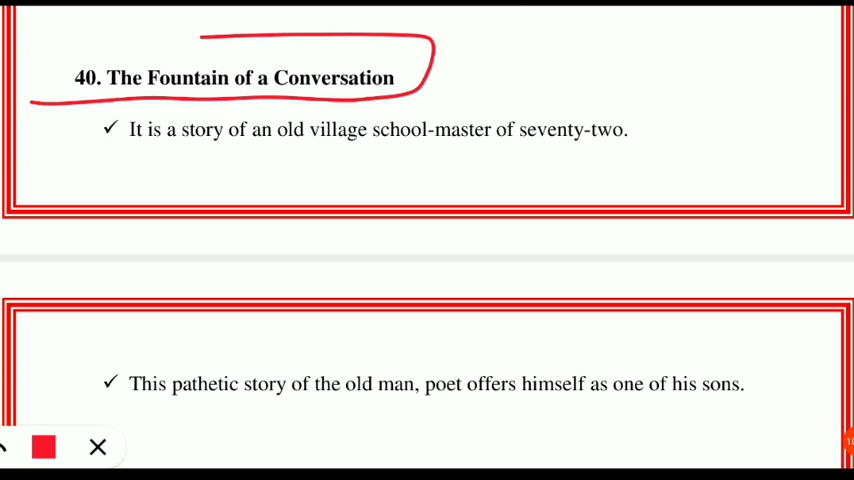 40. The Fountain of a Conversation
✓ It is a story of an old village school-master of seventy-two.
✓ This pathetic story of the old man, poet offers himself as one of his sons.